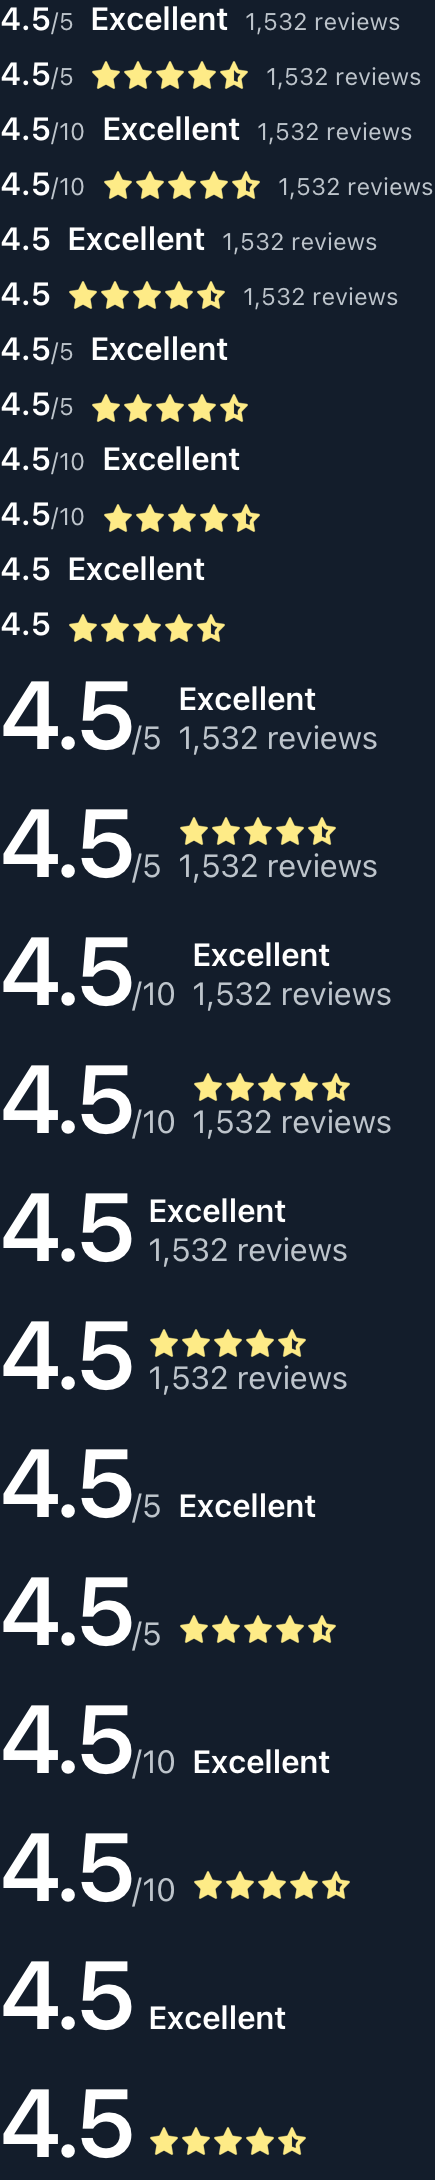 4.5/5 Excellent 1,532 reviews
4.5/5 1,532 reviews
4.5/10 Excellent 1,532 reviews
4.5/10 1,532 reviews
4.5 Excellent 1,532 reviews
4.5 1,532 reviews
4.5/5 Excellent
4.5/5
4.5/10 Excellent
4.5/10
4.5 Excellent
4.5
4.5/5 Excellent
1,532 reviews
4.5/5
1,532 reviews
4.5/10 Excellent
1,532 reviews
4.5/10
1,532 reviews
4.5 Excellent
1,532 reviews
4.5
1,532 reviews
4.5/5 Excellent
4.5/5
4.5/10 Excellent
4.5/10
4.5 Excellent
4.5